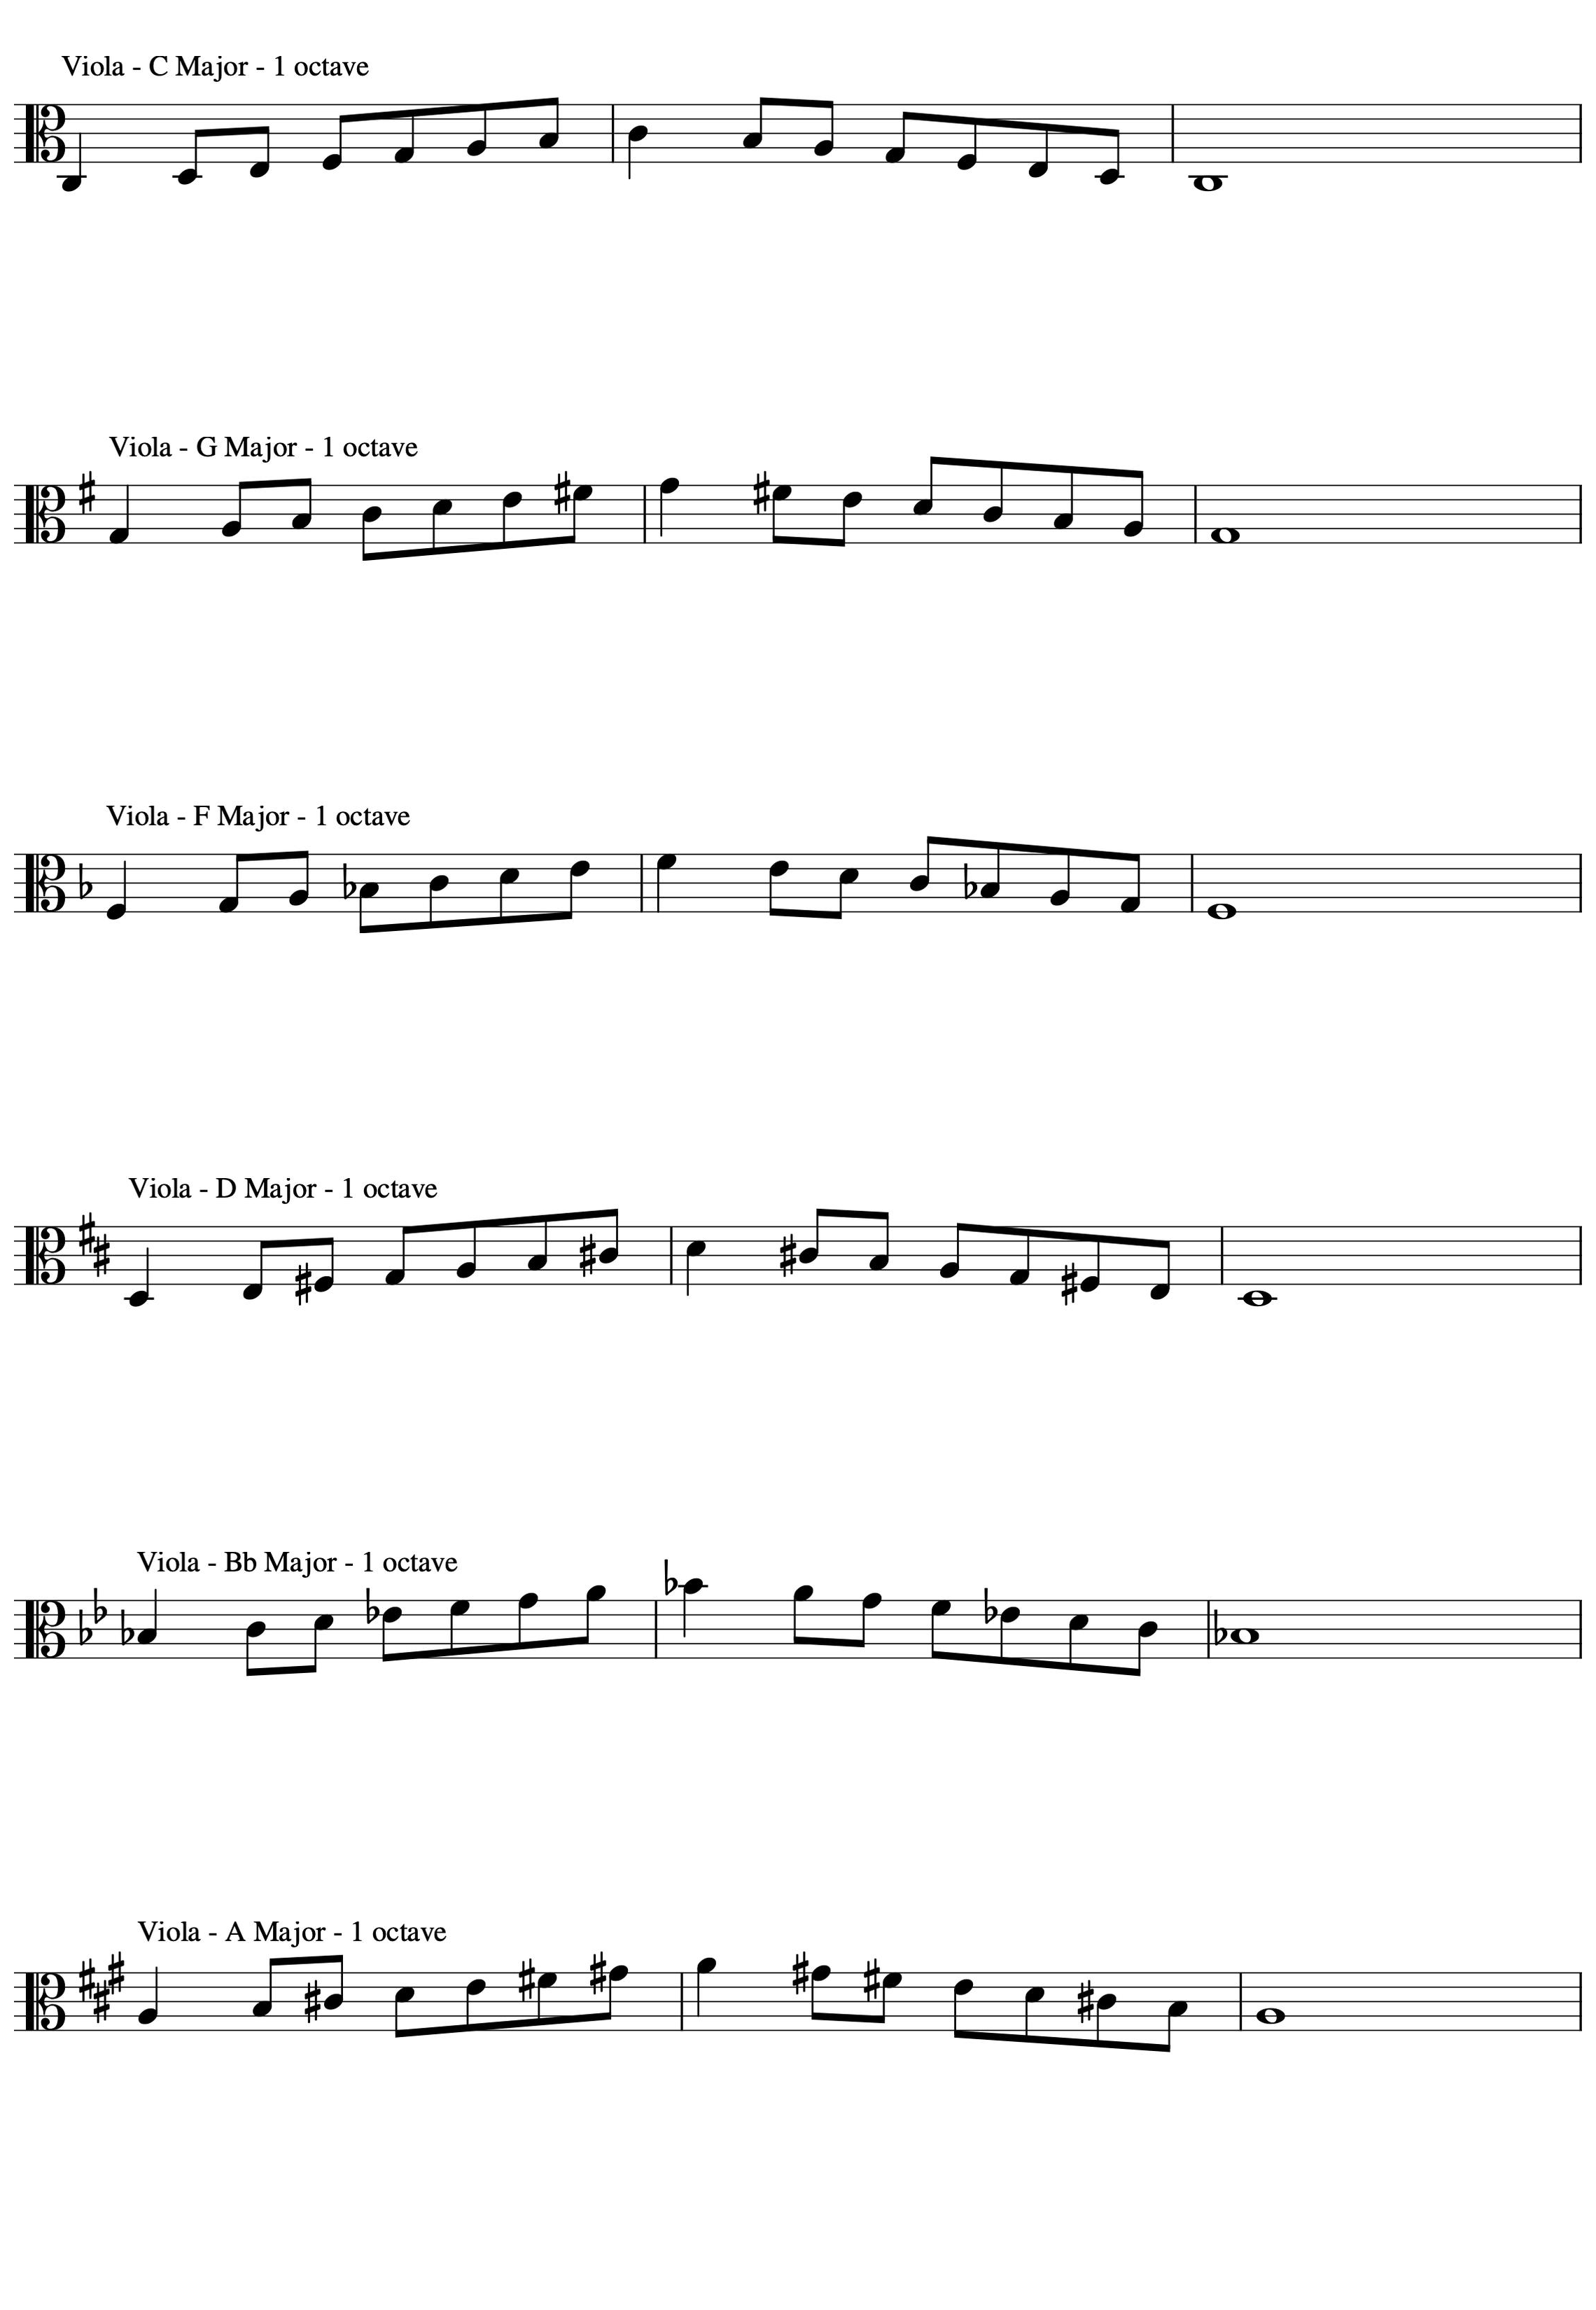 Viola - C Major - 1 octave
Viola - G Major - 1 octave
Viola - F Major - 1 octave
Viola - D Major - 1 octave
Viola - Bb Major - 1 octave
Viola - A Major - 1 octave